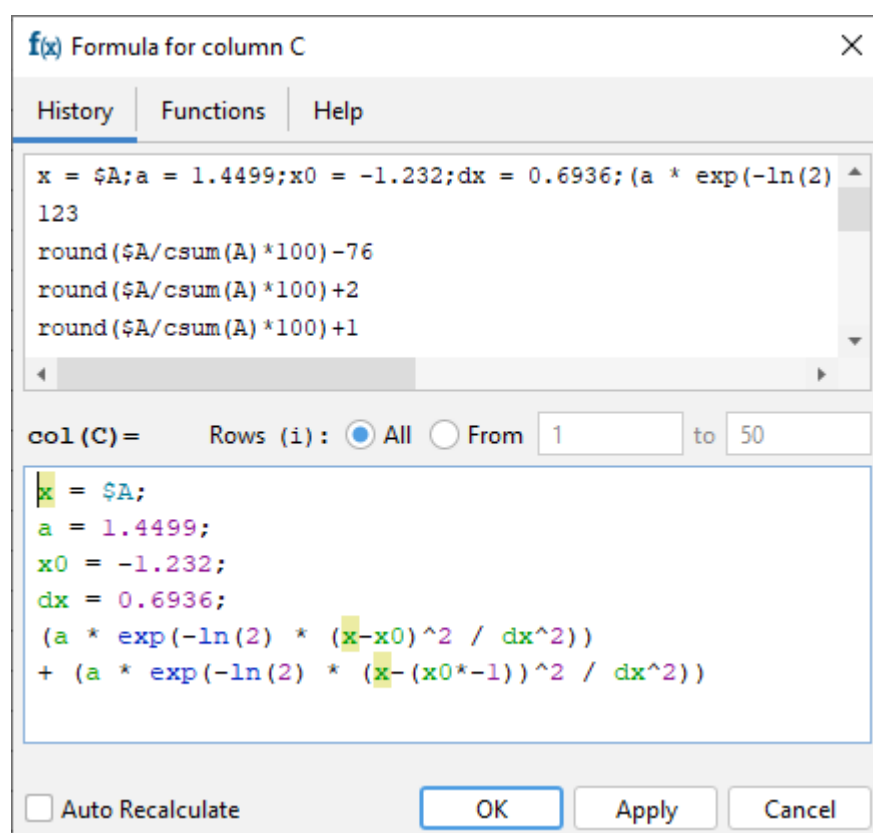 f(x) Formula for column C
History Functions Help
x = $A;a = 1.4499;x0 = -1.232;dx = 0.6936;(a * exp(-ln(2)
123
round($A/csum(A)*100)-76
round($A/csum(A)*100)+2
round($A/csum(A)*100)+1
col(C)= Rows (i): All From 1 to 50
x = $A;
a = 1.4499;
x0 = -1.232;
dx = 0.6936;
(a * exp(-ln(2) * (x-x0)^2 / dx^2))
+ (a * exp(-ln(2) * (x-(x0*-1))^2 / dx^2))
Auto Recalculate OK Apply Cancel